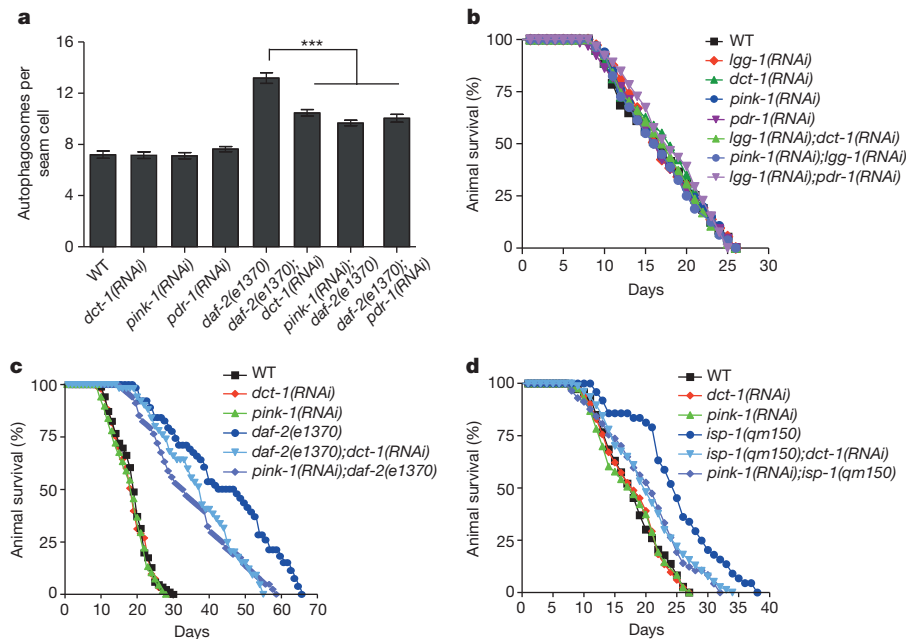 a
Autophagosomes per
seam cell
16
12
8
4
0
***
WT
dct-1(RNAi)
pink-1(RNAi)
pdr-1(RNAi)
daf-2(e1370)
daf-2(e1370);
dct-1(RNAi)
pink-1(RNAi);
daf-2(e1370)
daf-2(e1370);
pdr-1(RNAi)
b
Animal survival (%)
100
75
50
25
0
0 5 10 15 20 25 30
Days
WT
lgg-1(RNAi)
dct-1(RNAi)
pink-1(RNAi)
pdr-1(RNAi)
lgg-1(RNAi);dct-1(RNAi)
pink-1(RNAi);lgg-1(RNAi)
lgg-1(RNAi);pdr-1(RNAi)
c
Animal survival (%)
100
75
50
25
0
0 10 20 30 40 50 60 70
Days
WT
dct-1(RNAi)
pink-1(RNAi)
daf-2(e1370)
daf-2(e1370);dct-1(RNAi)
pink-1(RNAi);daf-2(e1370)
d
Animal survival (%)
100
75
50
25
0
0 5 10 15 20 25 30 35 40
Days
WT
dct-1(RNAi)
pink-1(RNAi)
isp-1(qm150)
isp-1(qm150);dct-1(RNAi)
pink-1(RNAi);isp-1(qm150)